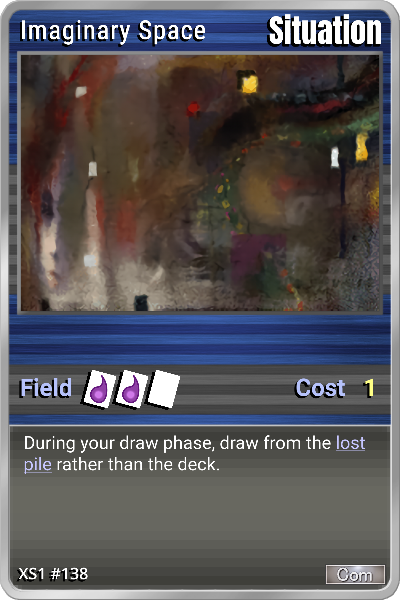 Imaginary Space
Situation
Field
Cost 1
During your draw phase, draw from the lost
pile rather than the deck.
XS1 #138
Com